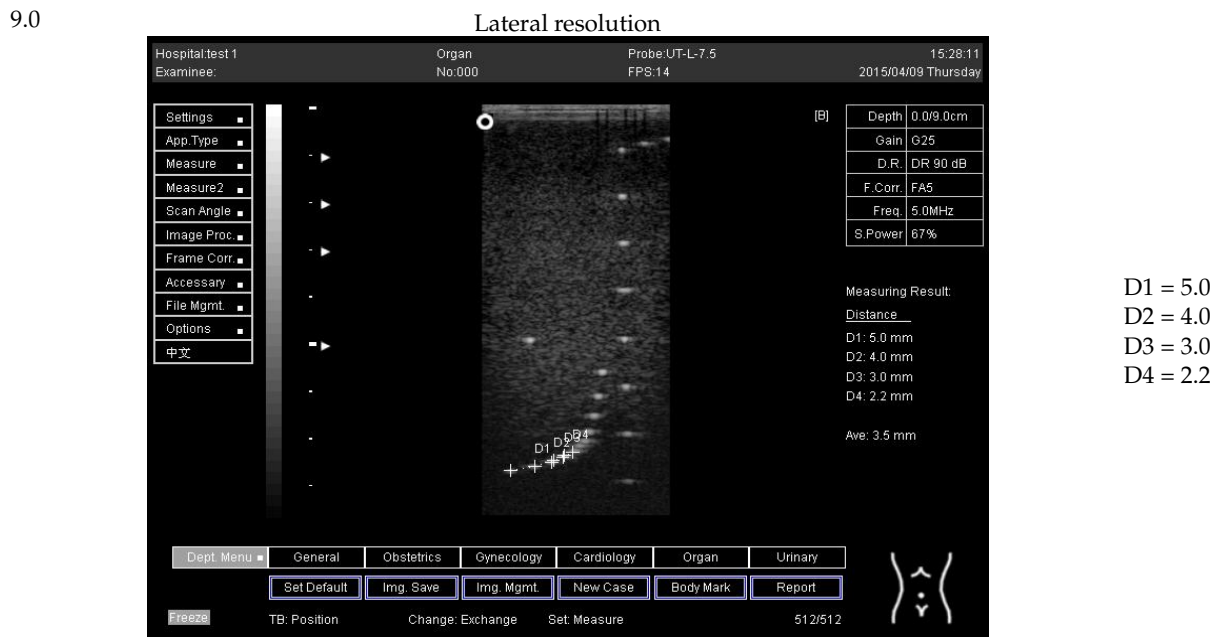 9.0
Lateral resolution
Hospital:test 1 Organ Probe:UT-L-7.5 15:28:11
Examinee: No:000 FPS:14 2015/04/09 Thursday
Settings
App.Type
Measure
Measure2
Scan Angle
Image Proc.
Frame Corr.
Accessary
File Mgmt.
Options
中文
[B]
Depth 0.0/9.0cm
Gain G25
D.R. DR 90 dB
F.Corr. FA5
Freq. 5.0MHz
S.Power 67%
Measuring Result:
Distance
D1: 5.0 mm
D2: 4.0 mm
D3: 3.0 mm
D4: 2.2 mm
Ave: 3.5 mm
D1 D2 D3 D4
D1 = 5.0
D2 = 4.0
D3 = 3.0
D4 = 2.2
Dept. Menu General Obstetrics Gynecology Cardiology Organ Urinary
Set Default Img. Save Img. Mgmt. New Case Body Mark Report
Freeze TB: Position Change: Exchange Set: Measure 512/512